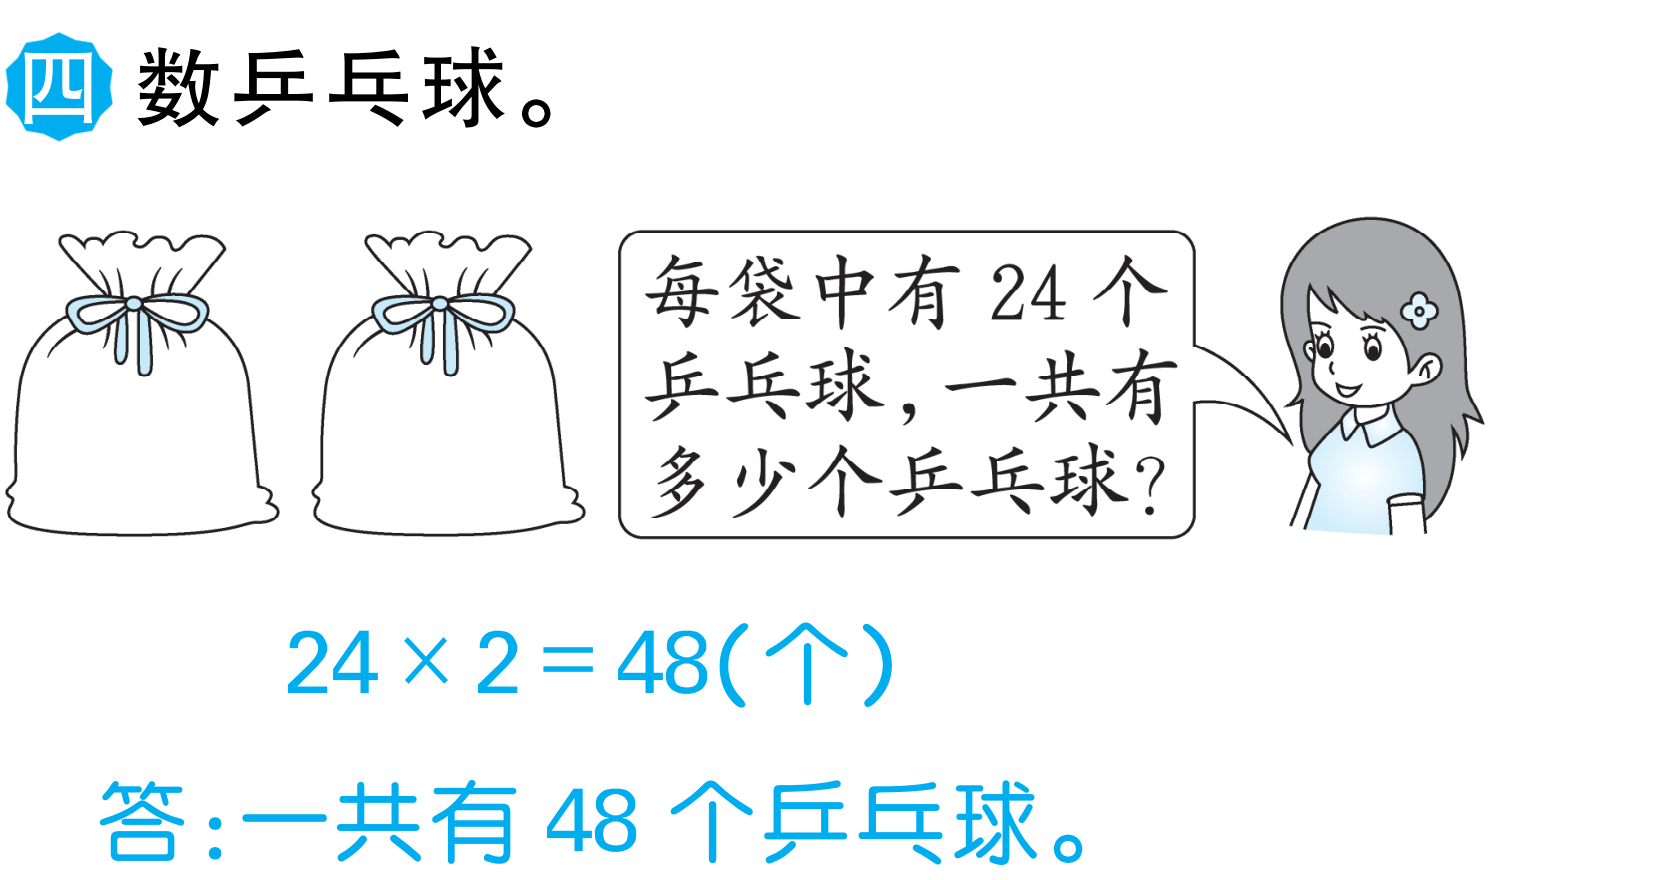 四 数乒乓球。
每袋中有 24 个
乒乓球,一共有
多少个乒乓球?
24×2=48(个)
答:一共有 48 个乒乓球。